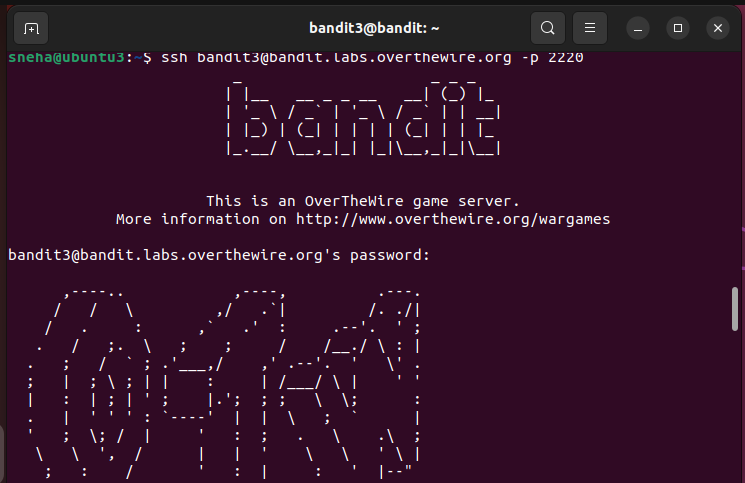 bandit3@bandit: ~
sneha@ubuntu3:~$ ssh bandit3@bandit.labs.overthewire.org -p 2220
bandit
This is an OverTheWire game server.
More information on http://www.overthewire.org/wargames
bandit3@bandit.labs.overthewire.org's password: